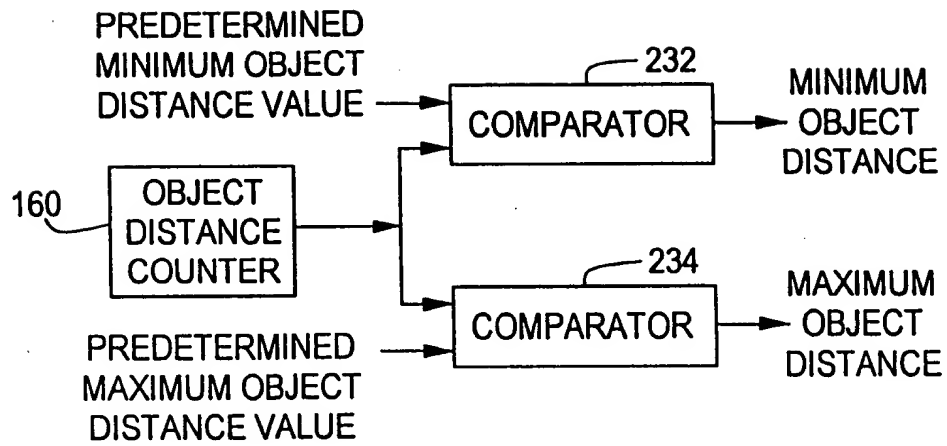 PREDETERMINED
MINIMUM OBJECT
DISTANCE VALUE
232
COMPARATOR
MINIMUM
OBJECT
DISTANCE
160
OBJECT
DISTANCE
COUNTER
234
COMPARATOR
MAXIMUM
OBJECT
DISTANCE
PREDETERMINED
MAXIMUM OBJECT
DISTANCE VALUE